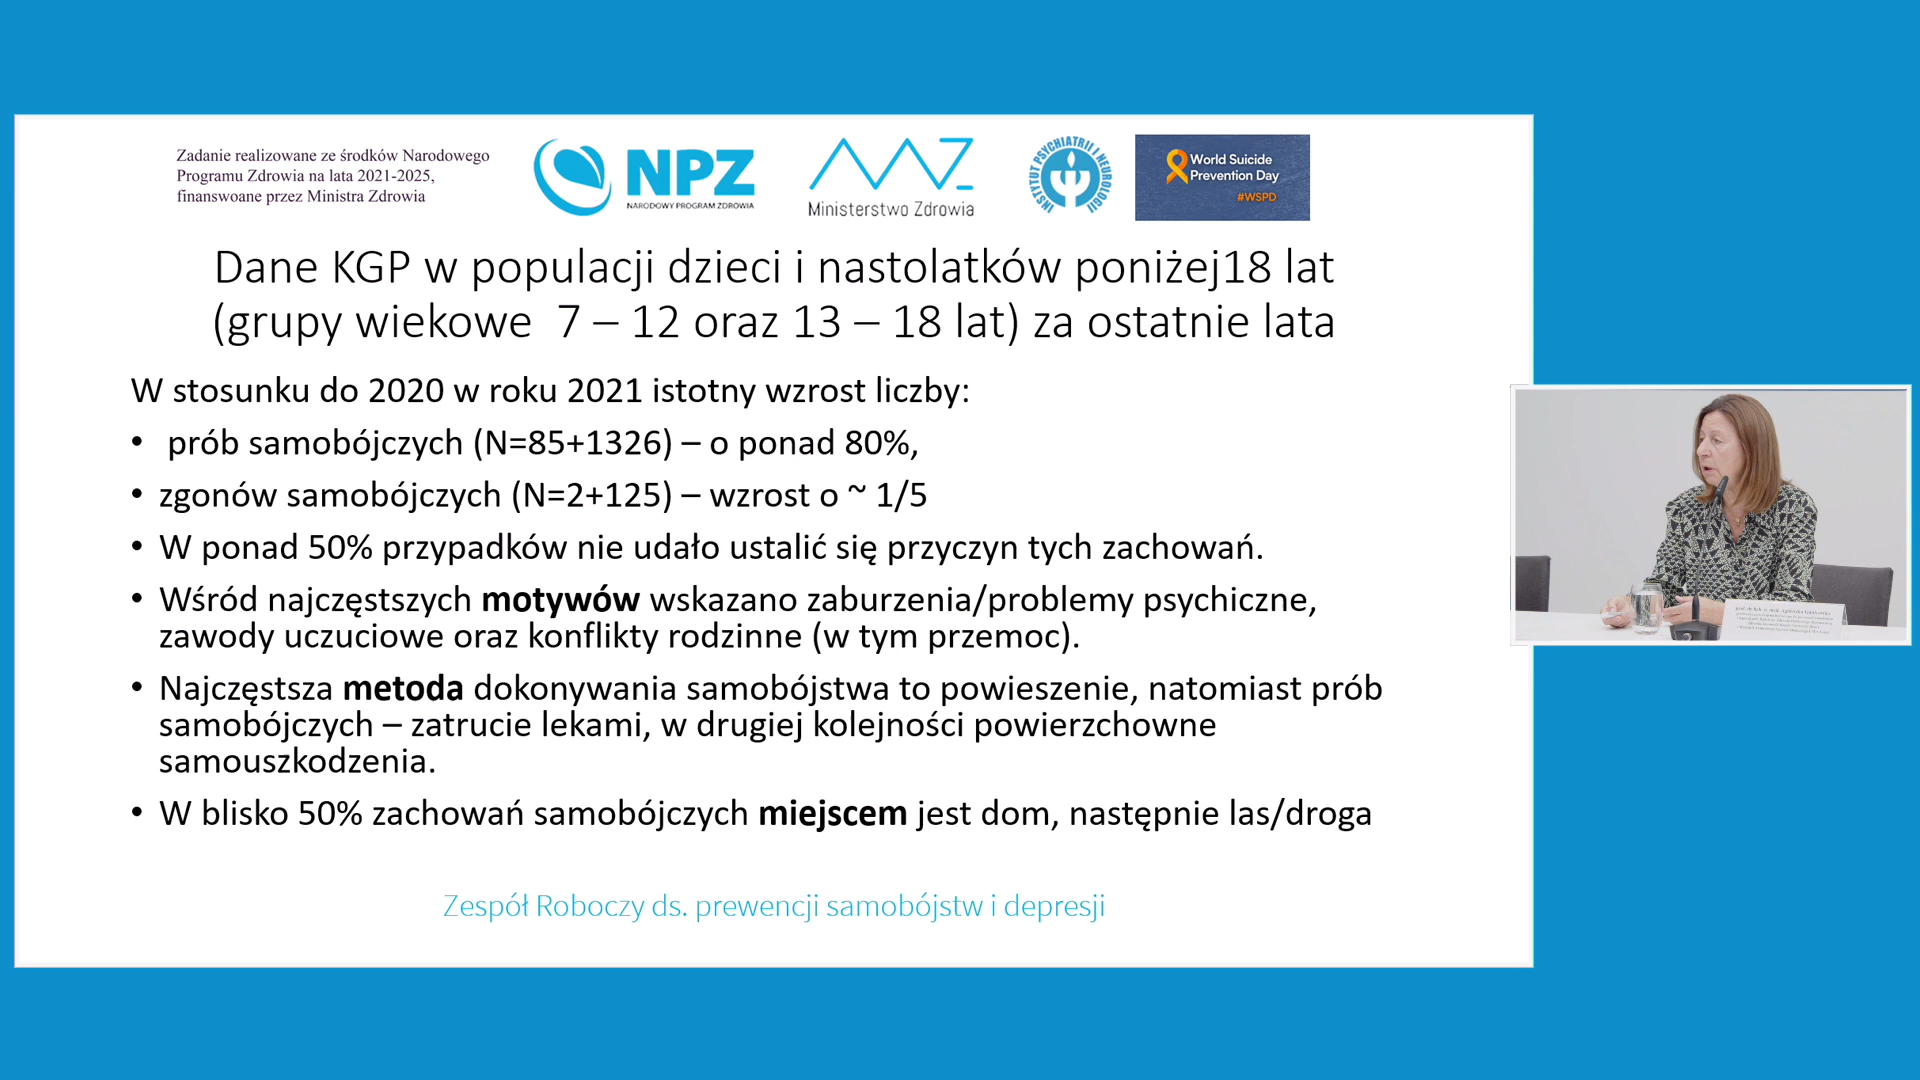 Zadanie realizowane ze środków Narodowego
Programu Zdrowia na lata 2021-2025,
finanswoane przez Ministra Zdrowia
NPZ
NARODOWY PROGRAM ZDROWIA
Ministerstwo Zdrowia
INSTYTUT PSYCHIATRII I NEUROLOGII
World Suicide
Prevention Day
#WSPD
Dane KGP w populacji dzieci i nastolatków poniżej18 lat
(grupy wiekowe 7 – 12 oraz 13 – 18 lat) za ostatnie lata
W stosunku do 2020 w roku 2021 istotny wzrost liczby:
• prób samobójczych (N=85+1326) – o ponad 80%,
• zgonów samobójczych (N=2+125) – wzrost o ~ 1/5
• W ponad 50% przypadków nie udało ustalić się przyczyn tych zachowań.
• Wśród najczęstszych motywów wskazano zaburzenia/problemy psychiczne,
zawody uczuciowe oraz konflikty rodzinne (w tym przemoc).
• Najczęstsza metoda dokonywania samobójstwa to powieszenie, natomiast prób
samobójczych – zatrucie lekami, w drugiej kolejności powierzchowne
samouszkodzenia.
• W blisko 50% zachowań samobójczych miejscem jest dom, następnie las/droga
Zespół Roboczy ds. prewencji samobójstw i depresji